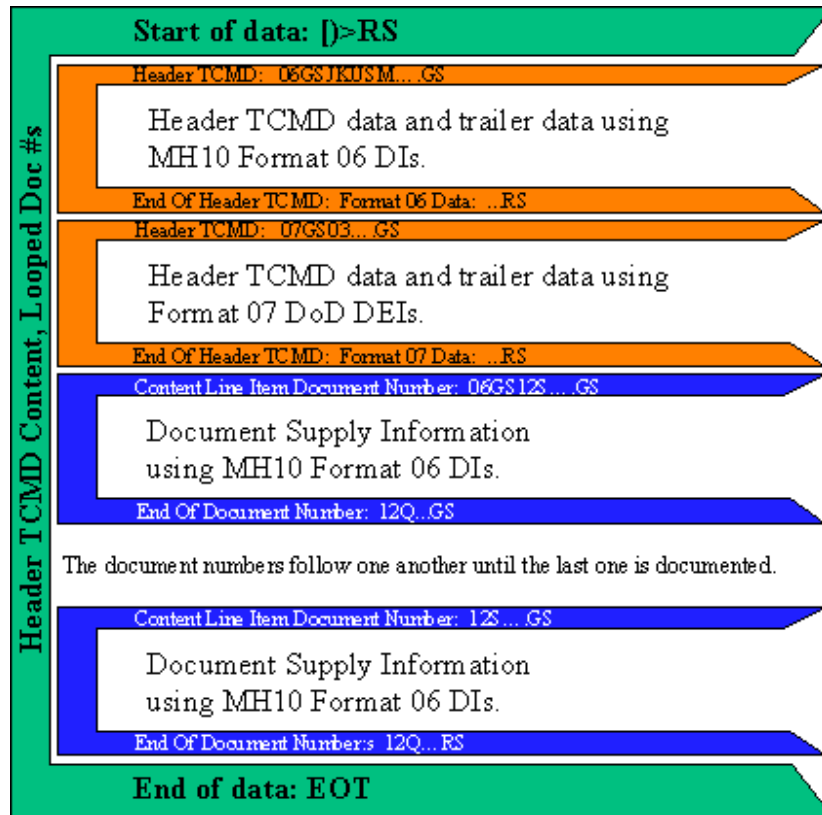 Start of data: [)>RS
Header TCMD Content, Looped Doc #s
Header TCMD: 06GSJKUSM... .GS
Header TCMD data and trailer data using
MH10 Format 06 DIs.
End Of Header TCMD: Format 06 Data: ...RS
Header TCMD: 07GS03... .GS
Header TCMD data and trailer data using
Format 07 DoD DEIs.
End Of Header TCMD: Format 07 Data: ...RS
Content Line Item Document Number: 06GS12S... .GS
Document Supply Information
using MH10 Format 06 DIs.
End Of Document Number: 12Q...GS
The document numbers follow one another until the last one is documented.
Content Line Item Document Number: 12S... .GS
Document Supply Information
using MH10 Format 06 DIs.
End Of Document Number:s 12Q... RS
End of data: EOT